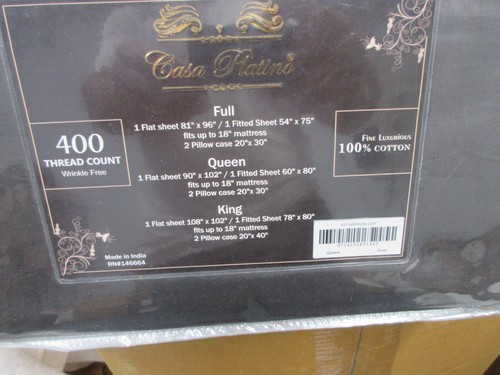 Casa Platino
Full
1 Flat sheet 81" x 96" / 1 Fitted Sheet 54" x 75"
fits up to 18" mattress
2 Pillow case 20"x 30"
400
THREAD COUNT
Wrinkle Free
Queen
1 Flat sheet 90" x 102" / 1 Fitted Sheet 60" x 80"
fits up to 18" mattress
2 Pillow case 20"x 30"
Fine Luxurious
100% COTTON
King
1 Flat sheet 108" x 102" / 1 Fitted Sheet 78" x 80"
fits up to 18" mattress
2 Pillow case 20"x 40"
Made in India
RN#146664